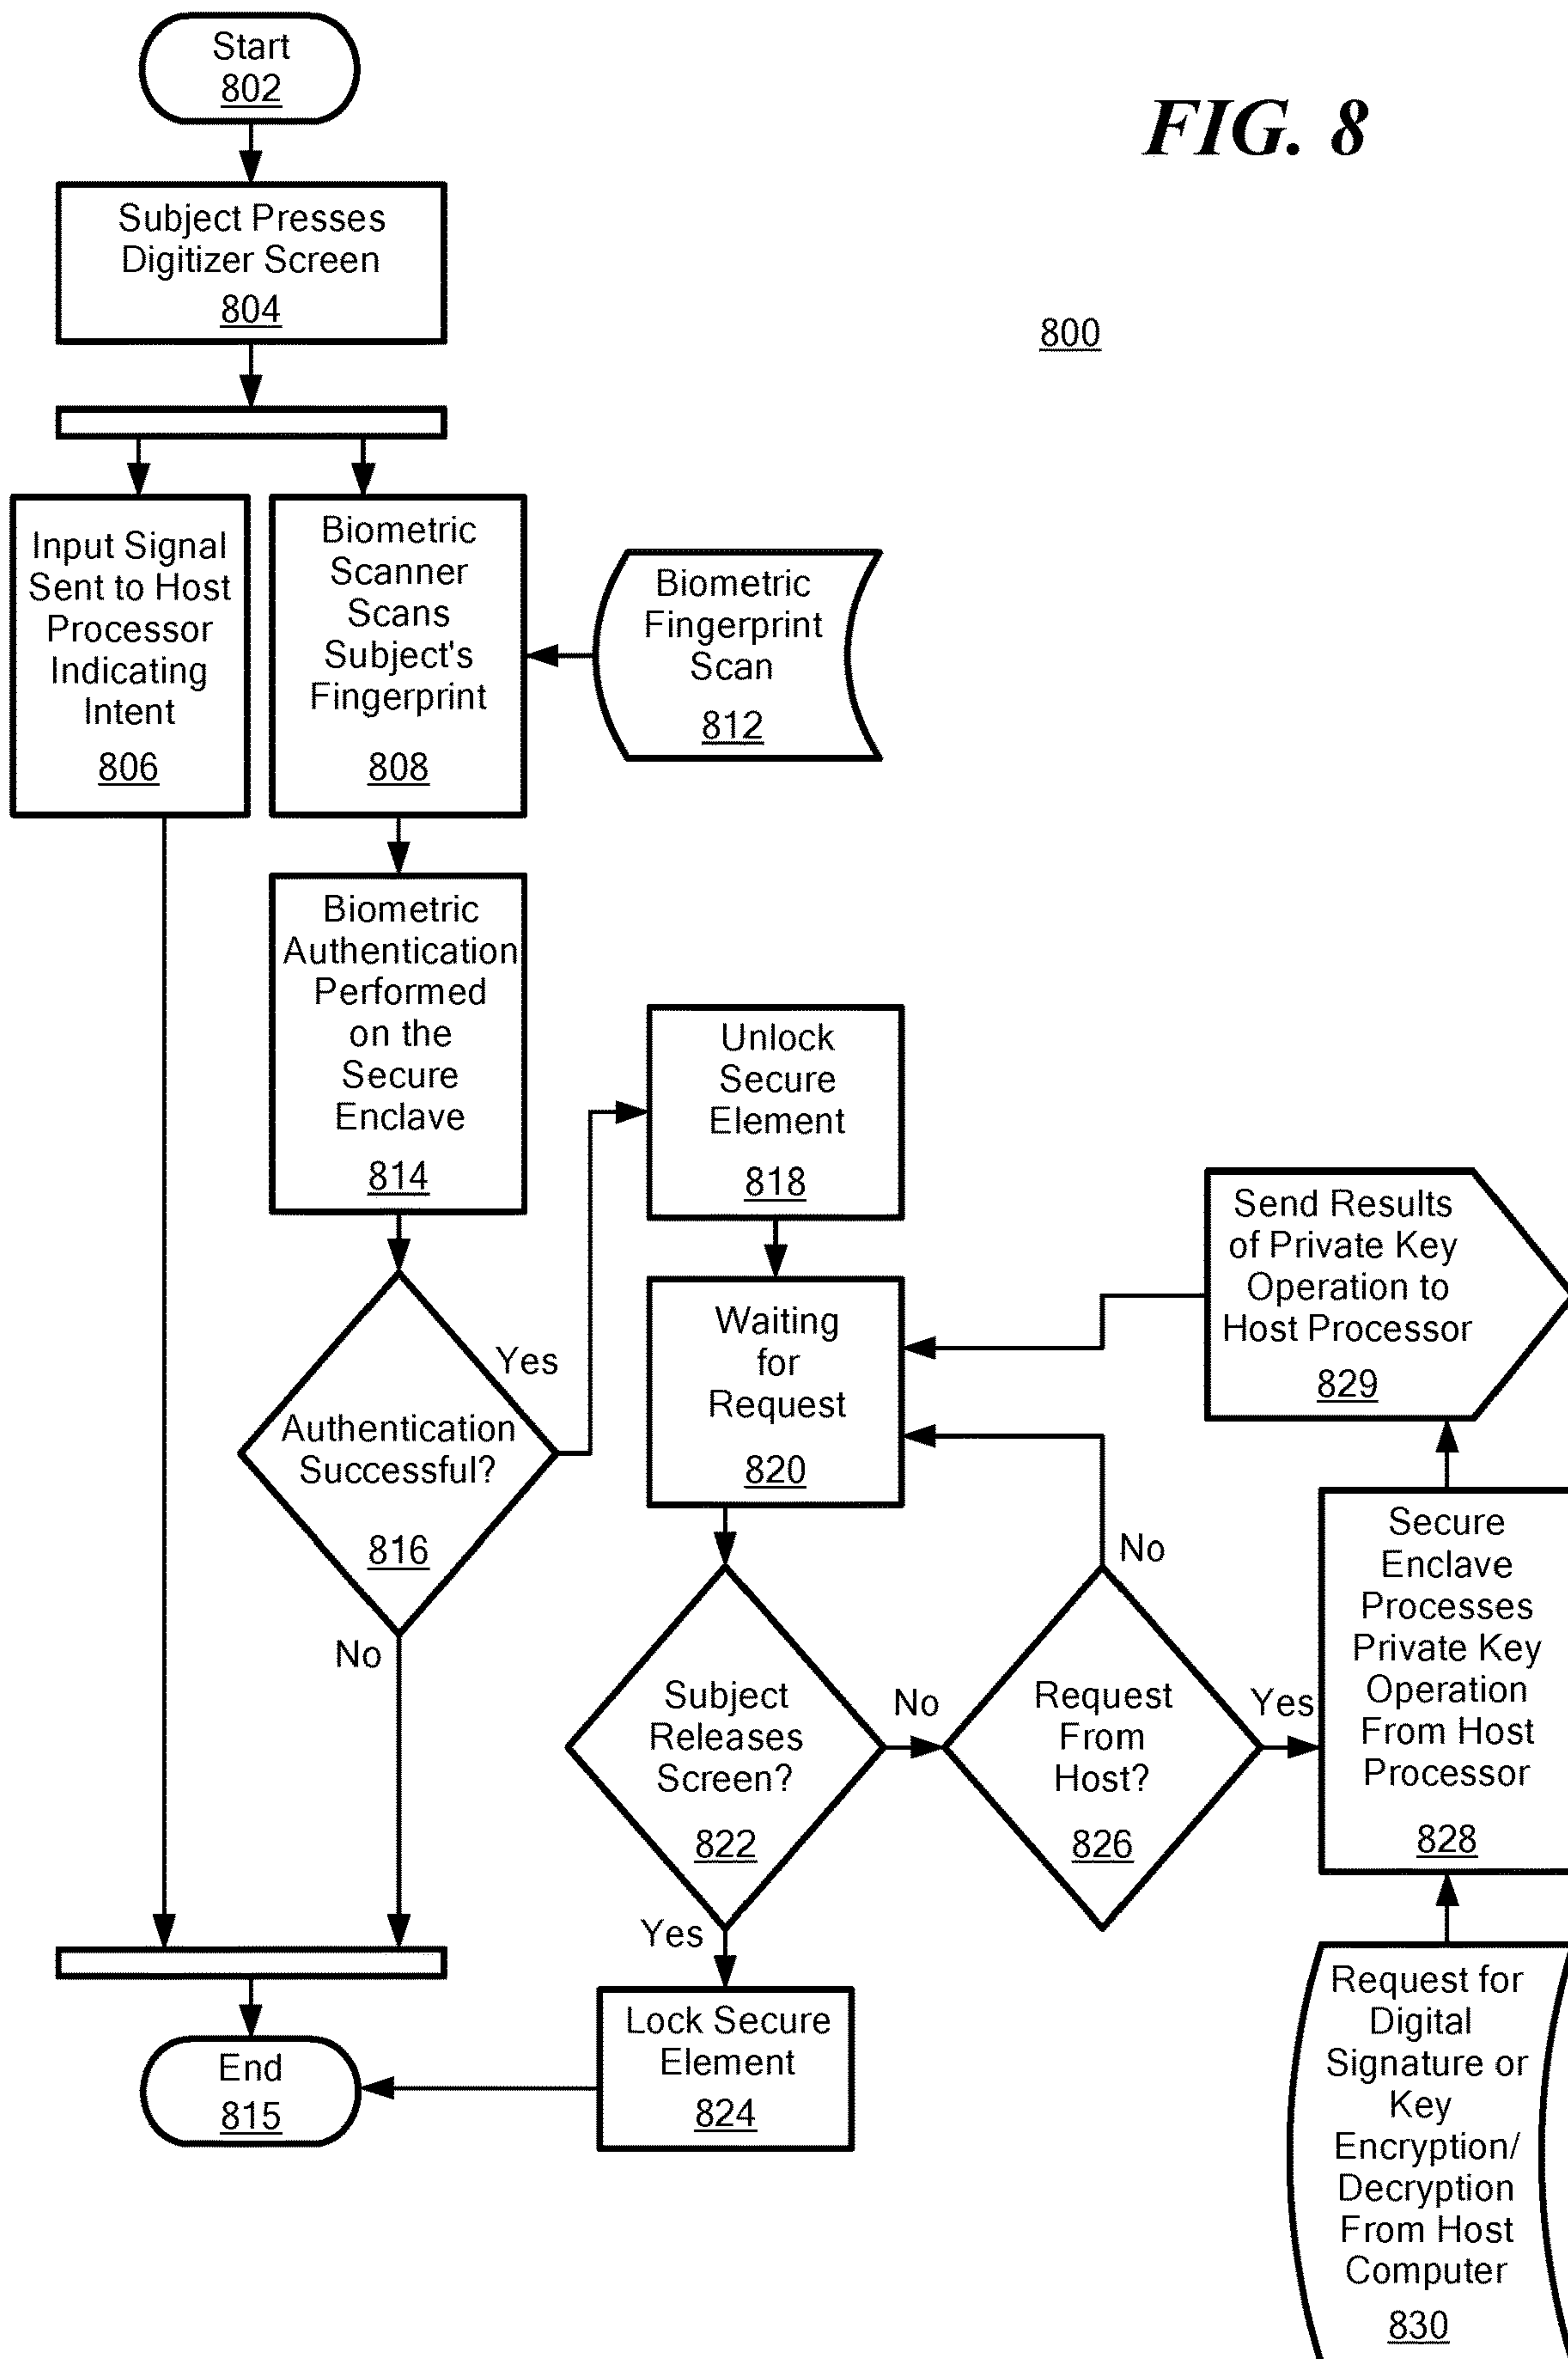 Start
802
FIG. 8
Subject Presses
Digitizer Screen
804
800
Input Signal
Sent to Host
Processor
Indicating
Intent
806
Biometric
Scanner
Scans
Subject's
Fingerprint
808
Biometric
Fingerprint
Scan
812
Biometric
Authentication
Performed
on the
Secure
Enclave
814
Authentication
Successful?
816
Yes
No
Unlock
Secure
Element
818
Waiting
for
Request
820
Subject
Releases
Screen?
822
No
Yes
Request
From
Host?
826
No
Yes
Send Results
of Private Key
Operation to
Host Processor
829
Secure
Enclave
Processes
Private Key
Operation
From Host
Processor
828
Request for
Digital
Signature or
Key
Encryption/
Decryption
From Host
Computer
830
Lock Secure
Element
824
End
815